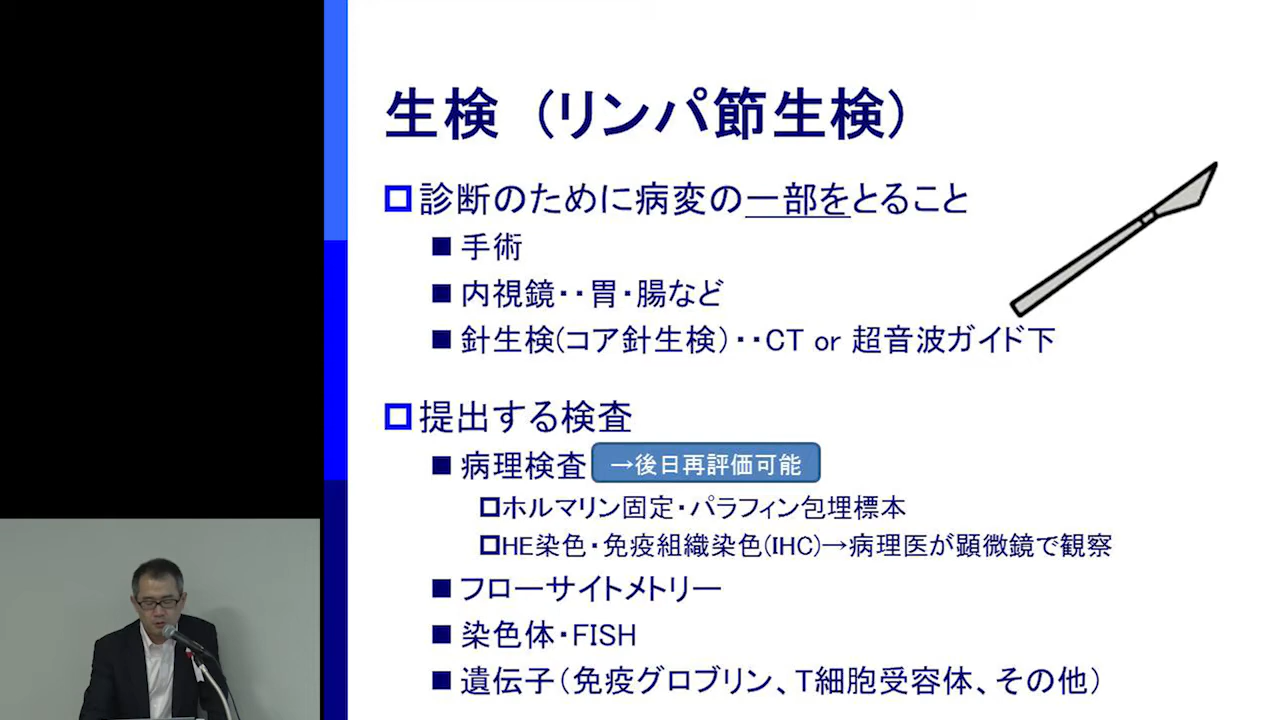 生検（リンパ節生検）
診断のために病変の一部をとること
手術
内視鏡‥胃・腸など
針生検(コア針生検）‥CT or 超音波ガイド下
提出する検査
病理検査 →後日再評価可能
ホルマリン固定・パラフィン包埋標本
HE染色・免疫組織染色(IHC)→病理医が顕微鏡で観察
フローサイトメトリー
染色体・FISH
遺伝子（免疫グロブリン、T細胞受容体、その他）